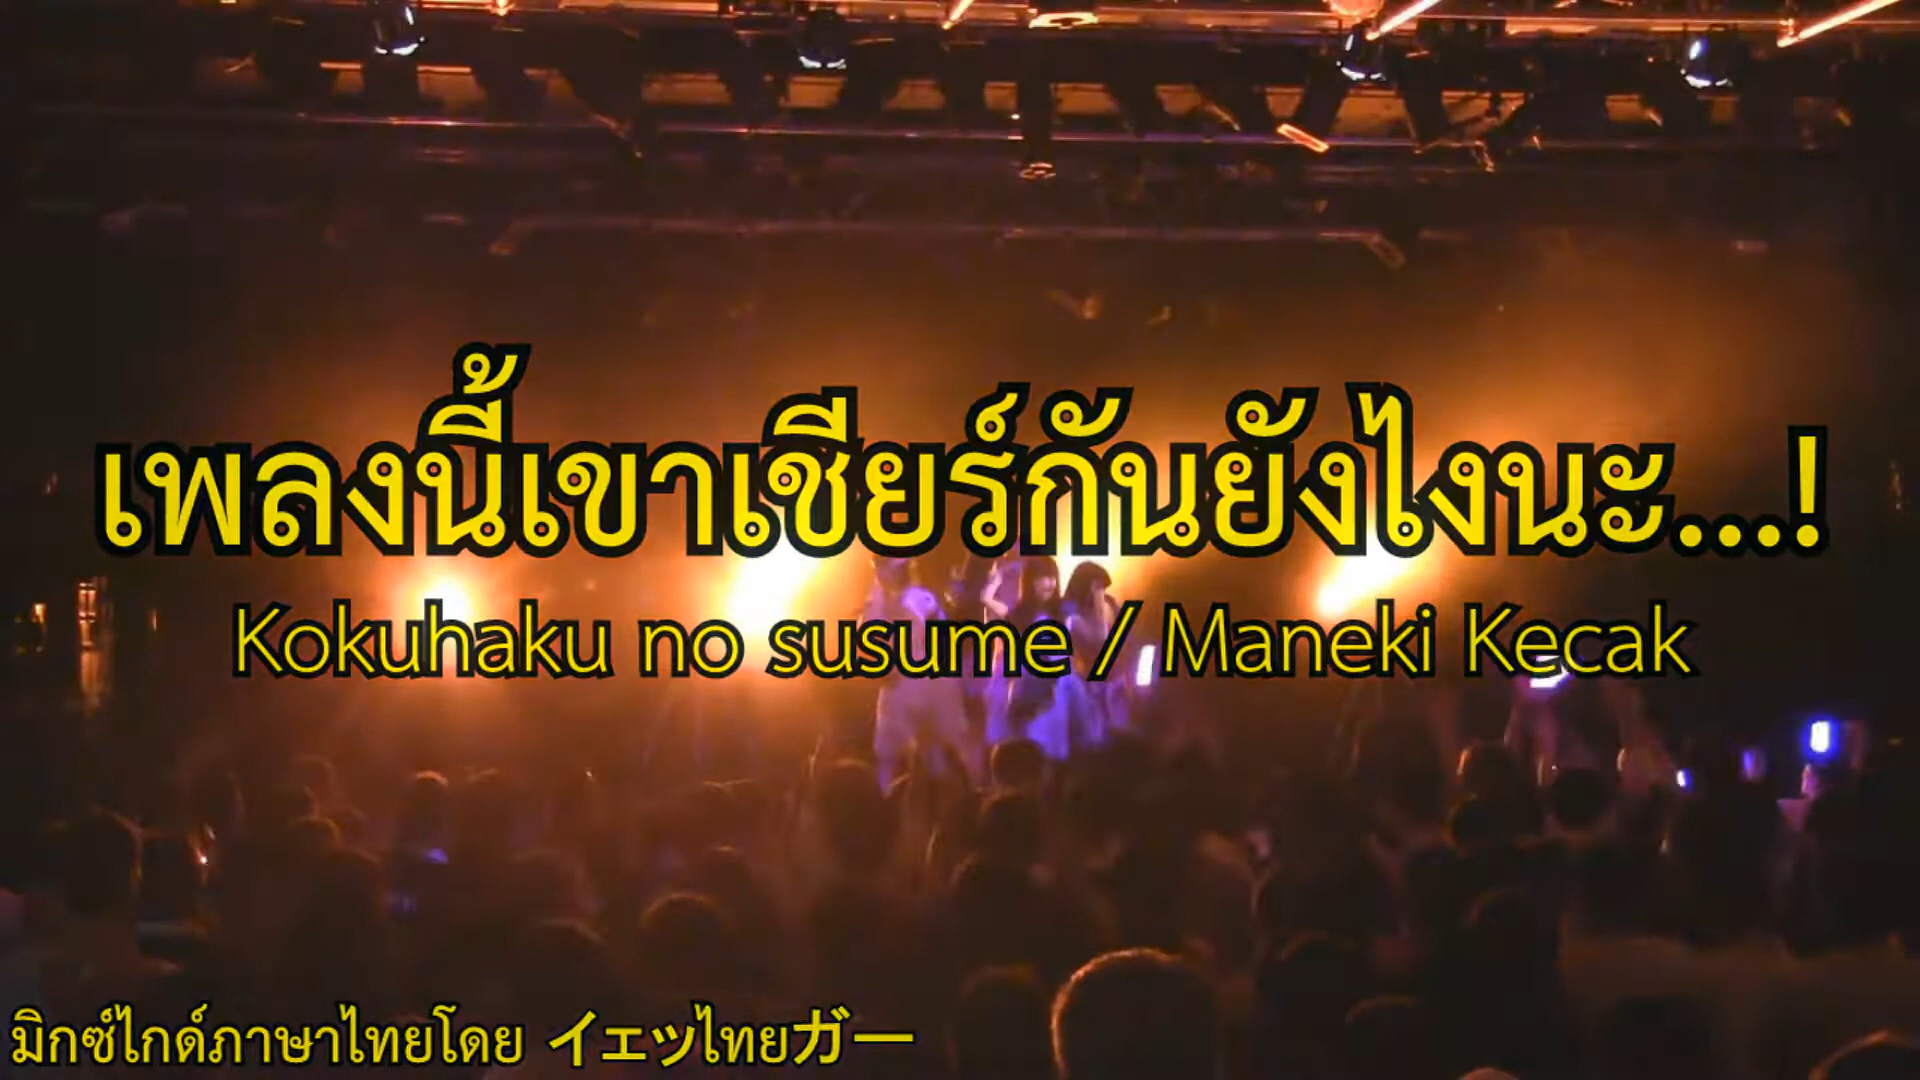 เพลงนี้เขาเชียร์กันยังไงนะ...!
Kokuhaku no susume / Maneki Kecak
มิกซ์ไกด์ภาษาไทยโดย イェッไทยガー